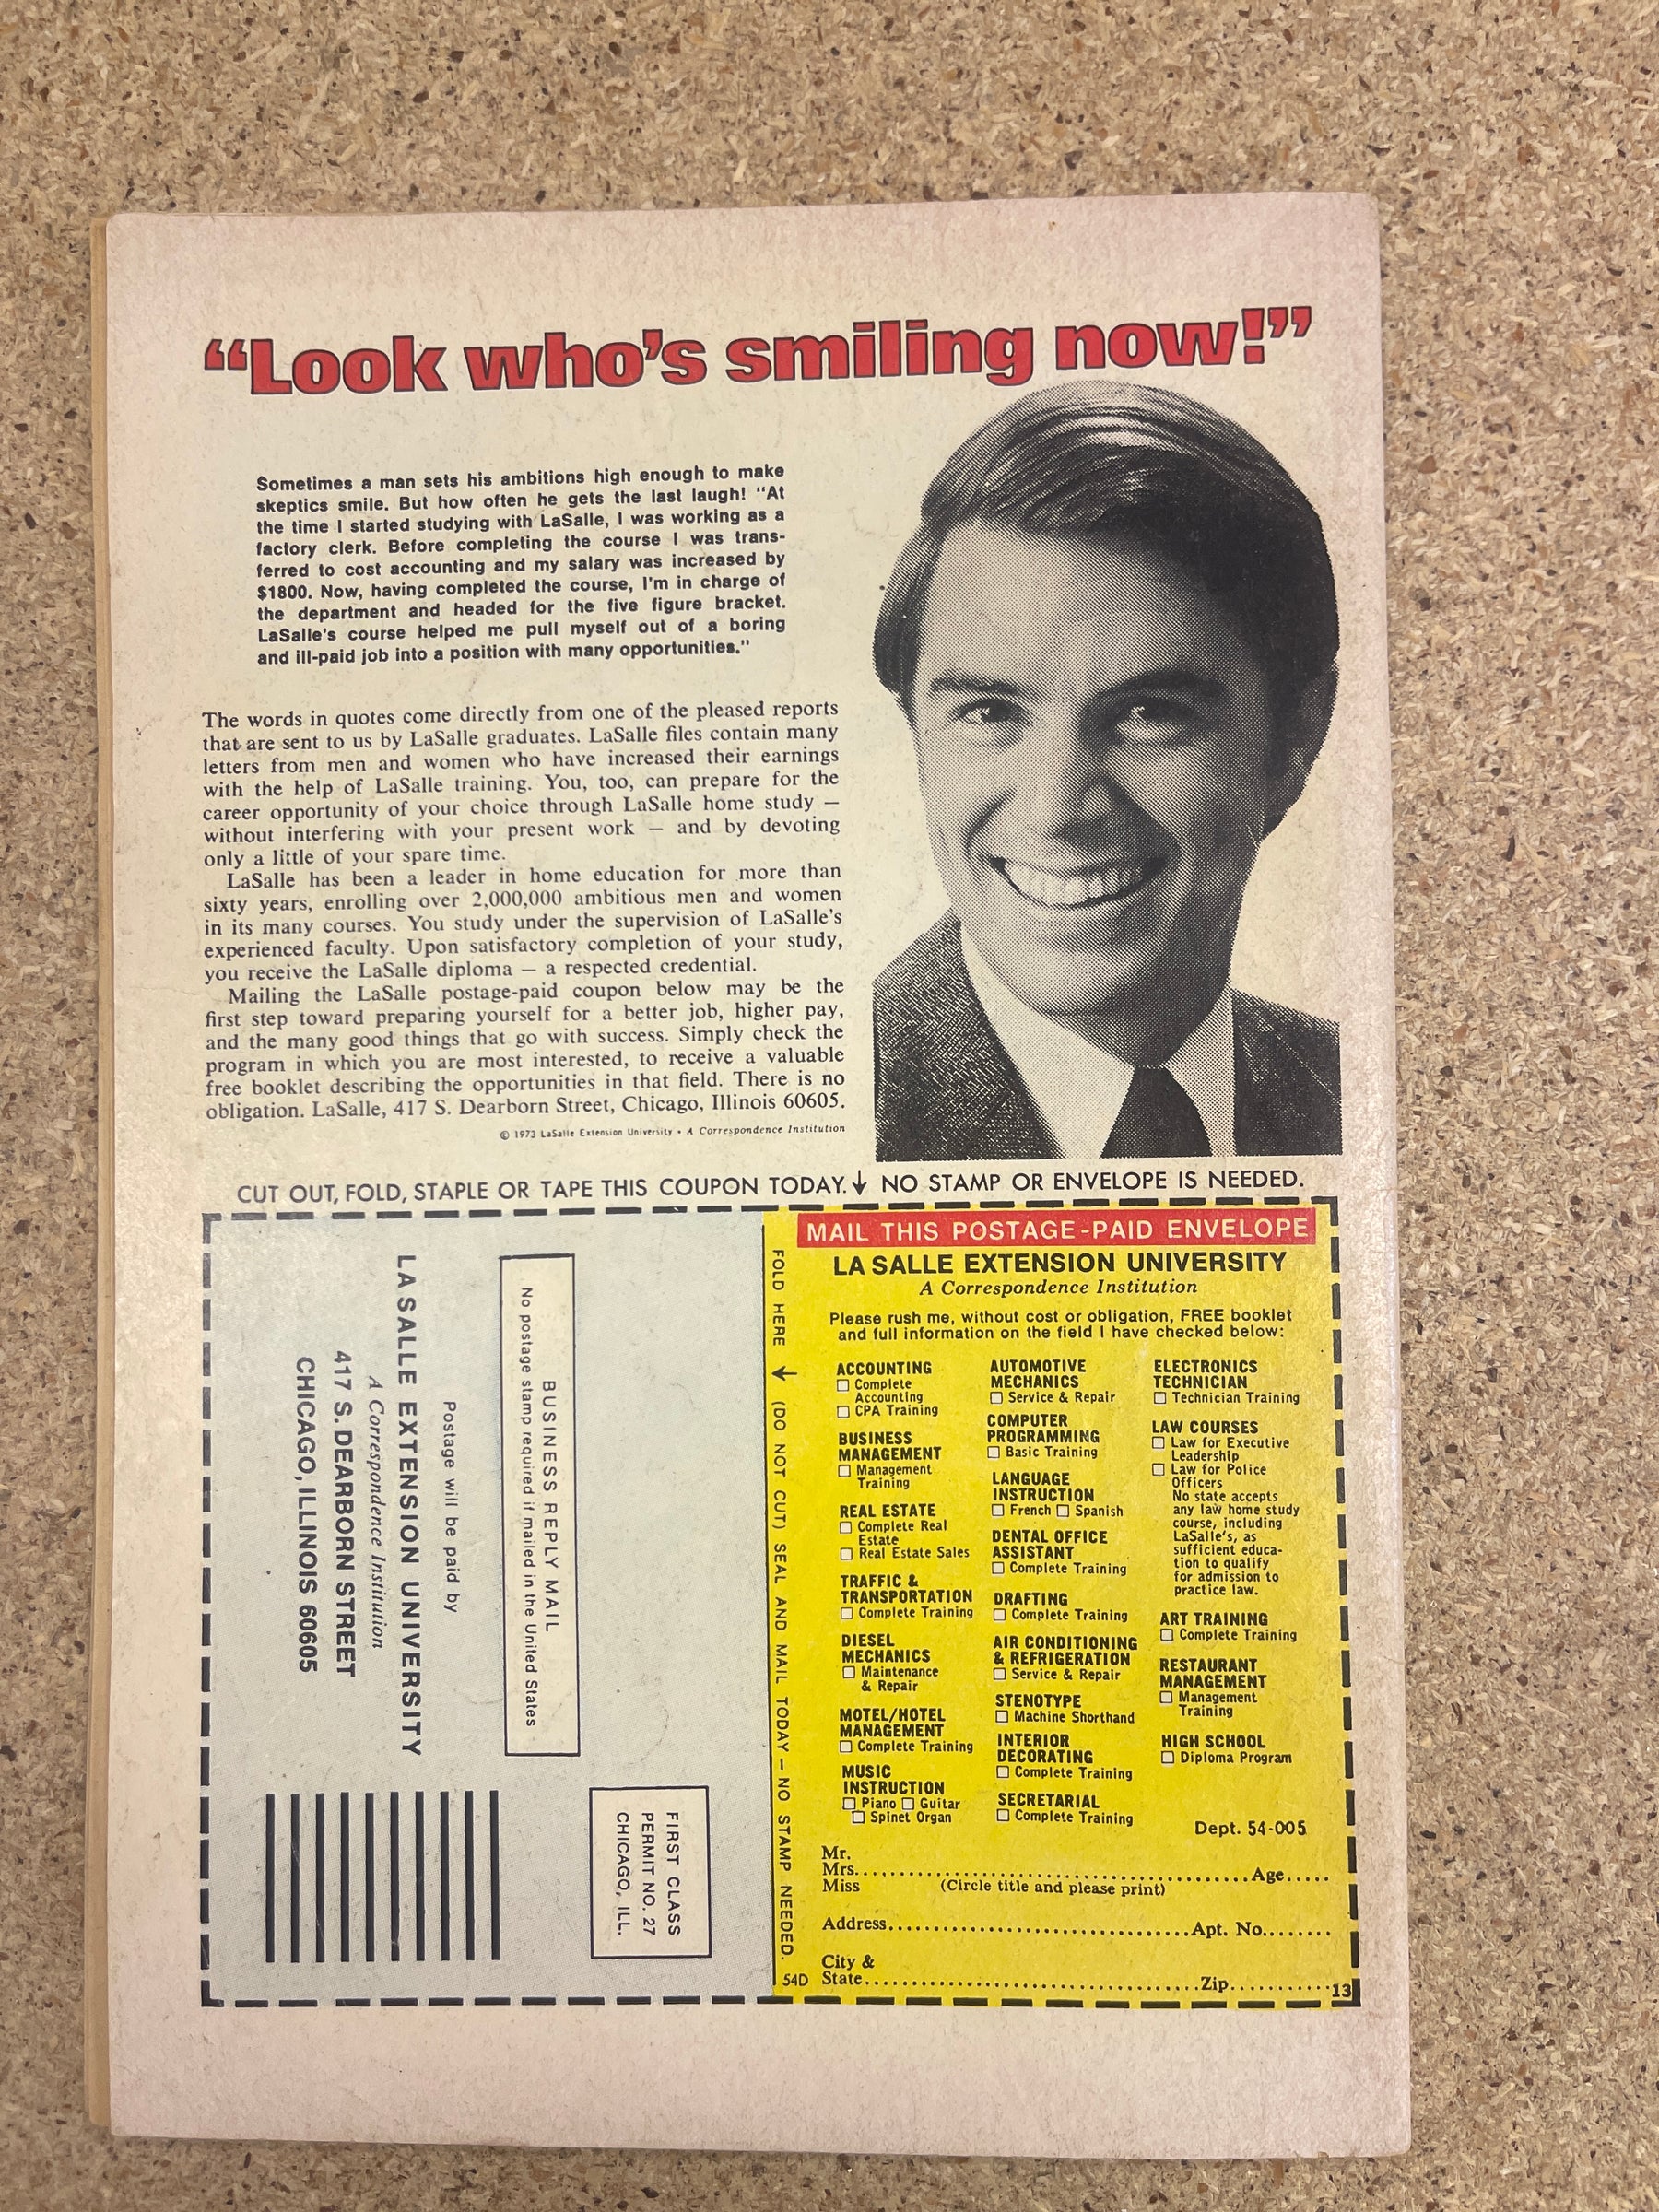 “Look who’s smiling now!”
Sometimes a man sets his ambitions high enough to make
skeptics smile. But how often he gets the last laugh! “At
the time I started studying with LaSalle, I was working as a
factory clerk. Before completing the course I was trans-
ferred to cost accounting and my salary was increased by
$1800. Now, having completed the course, I’m in charge of
the department and headed for the five figure bracket.
LaSalle’s course helped me pull myself out of a boring
and ill-paid job into a position with many opportunities.”
The words in quotes come directly from one of the pleased reports
that are sent to us by LaSalle graduates. LaSalle files contain many
letters from men and women who have increased their earnings
with the help of LaSalle training. You, too, can prepare for the
career opportunity of your choice through LaSalle home study —
without interfering with your present work — and by devoting
only a little of your spare time.
LaSalle has been a leader in home education for more than
sixty years, enrolling over 2,000,000 ambitious men and women
in its many courses. You study under the supervision of LaSalle’s
experienced faculty. Upon satisfactory completion of your study,
you receive the LaSalle diploma — a respected credential.
Mailing the LaSalle postage-paid coupon below may be the
first step toward preparing yourself for a better job, higher pay,
and the many good things that go with success. Simply check the
program in which you are most interested, to receive a valuable
free booklet describing the opportunities in that field. There is no
obligation. LaSalle, 417 S. Dearborn Street, Chicago, Illinois 60605.
© 1973 LaSalle Extension University • A Correspondence Institution
CUT OUT, FOLD, STAPLE OR TAPE THIS COUPON TODAY. NO STAMP OR ENVELOPE IS NEEDED.
FIRST CLASS
PERMIT NO. 27
CHICAGO, ILL.
BUSINESS REPLY MAIL
No postage stamp required if mailed in the United States
Postage will be paid by
LASALLE EXTENSION UNIVERSITY
A Correspondence Institution
417 S. DEARBORN STREET
CHICAGO, ILLINOIS 60605
FOLD HERE (DO NOT CUT) SEAL AND MAIL TODAY — NO STAMP NEEDED.
54D
MAIL THIS POSTAGE-PAID ENVELOPE
LA SALLE EXTENSION UNIVERSITY
A Correspondence Institution
Please rush me, without cost or obligation, FREE booklet
and full information on the field I have checked below:
ACCOUNTING
Complete
Accounting
CPA Training
BUSINESS
MANAGEMENT
Management
Training
REAL ESTATE
Complete Real
Estate
Real Estate Sales
TRAFFIC &
TRANSPORTATION
Complete Training
DIESEL
MECHANICS
Maintenance
& Repair
MOTEL/HOTEL
MANAGEMENT
Complete Training
MUSIC
INSTRUCTION
Piano Guitar
Spinet Organ
AUTOMOTIVE
MECHANICS
Service & Repair
COMPUTER
PROGRAMMING
Basic Training
LANGUAGE
INSTRUCTION
French Spanish
DENTAL OFFICE
ASSISTANT
Complete Training
DRAFTING
Complete Training
AIR CONDITIONING
& REFRIGERATION
Service & Repair
STENOTYPE
Machine Shorthand
INTERIOR
DECORATING
Complete Training
SECRETARIAL
Complete Training
ELECTRONICS
TECHNICIAN
Technician Training
LAW COURSES
Law for Executive
Leadership
Law for Police
Officers
No state accepts
any law home study
course, including
LaSalle’s, as
sufficient educa-
tion to qualify
for admission to
practice law.
ART TRAINING
Complete Training
RESTAURANT
MANAGEMENT
Management
Training
HIGH SCHOOL
Diploma Program
Dept. 54-005
Mr.
Mrs. Age
Miss (Circle title and please print)
Address Apt. No.
City &
State Zip
13